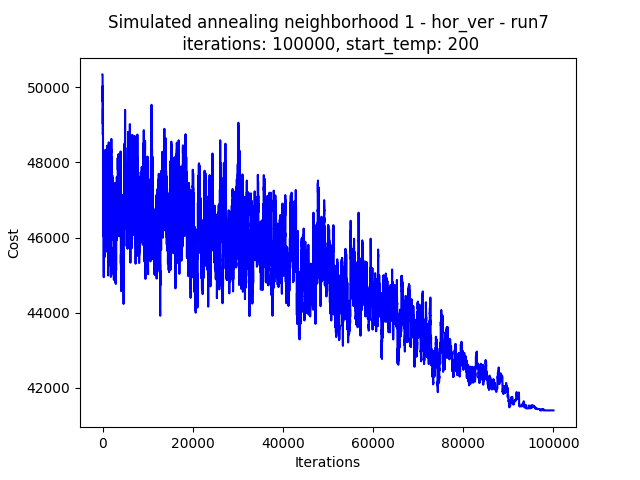 Simulated annealing neighborhood 1 - hor_ver - run7
iterations: 100000, start_temp: 200
50000
48000
46000
44000
42000
Cost
0 20000 40000 60000 80000 100000
Iterations